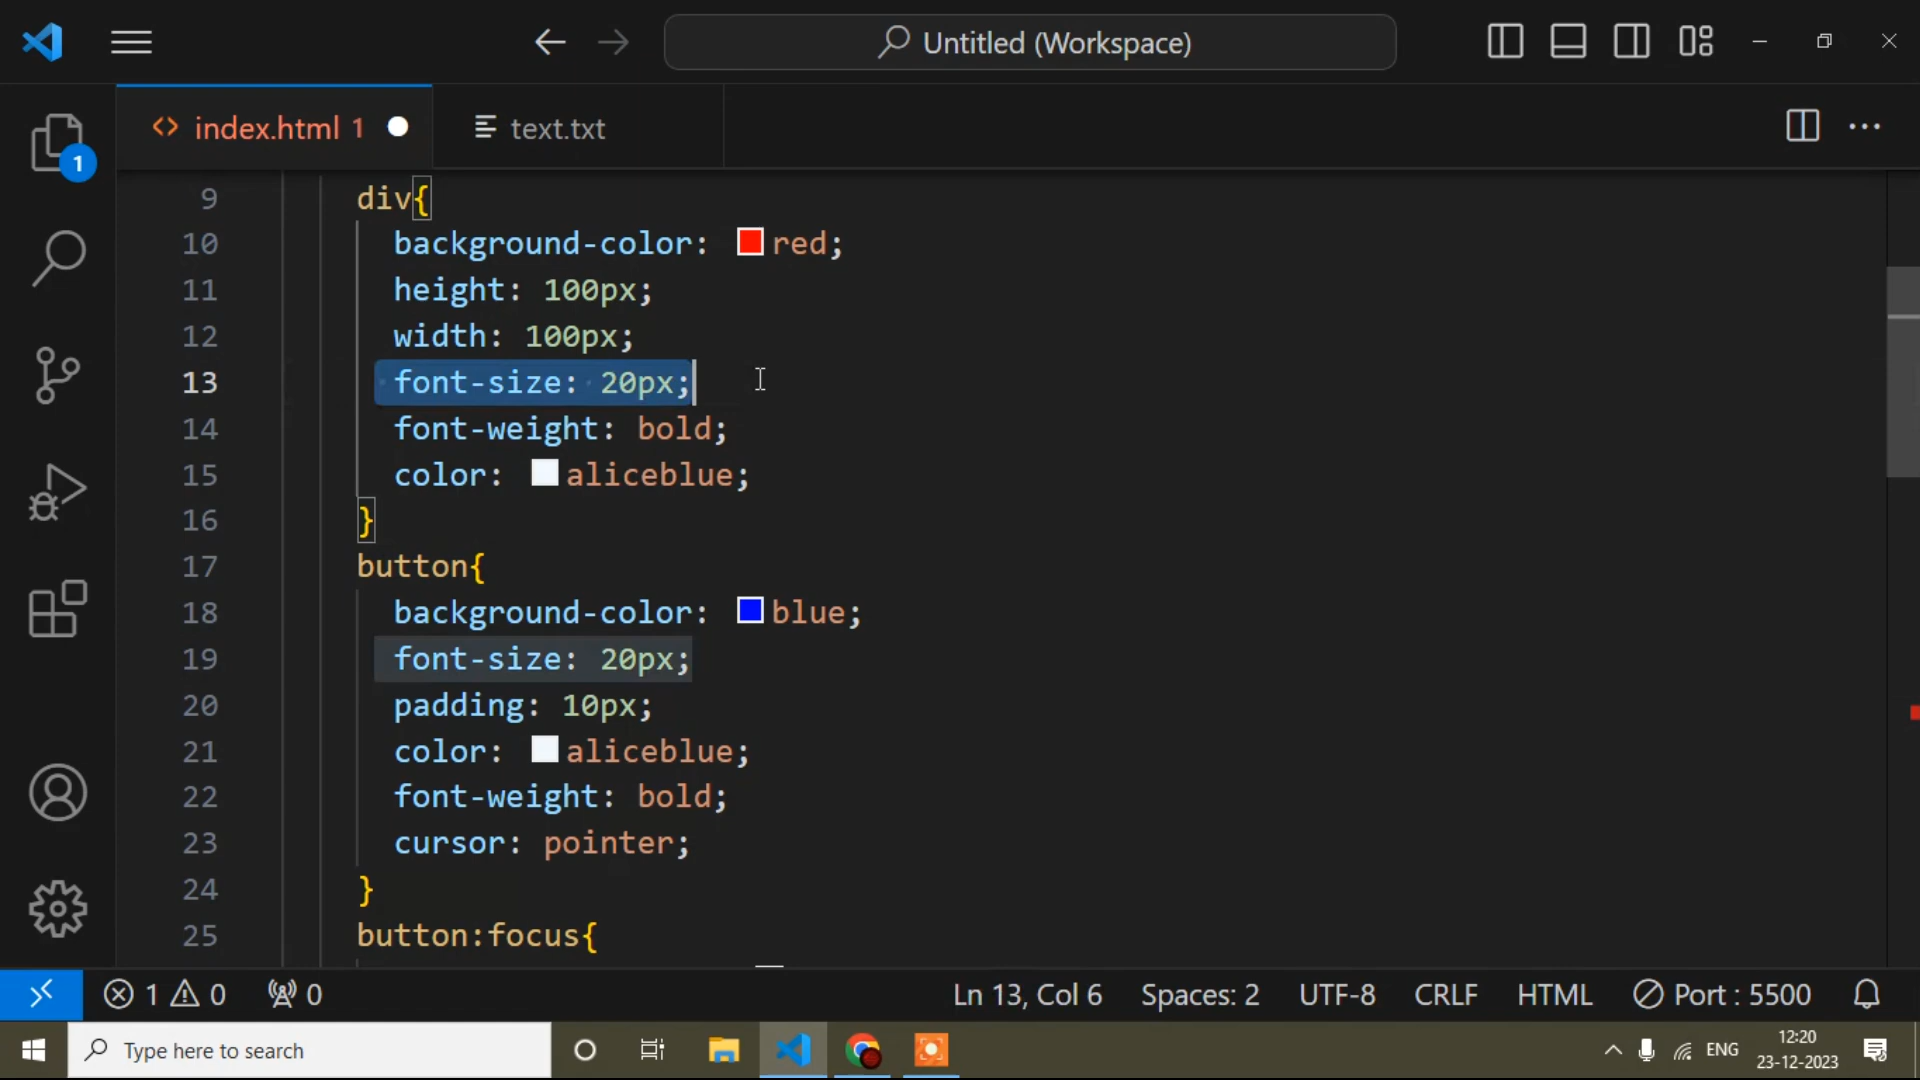 Untitled (Workspace)
index.html 1
text.txt
9 div{
10 background-color: red;
11 height: 100px;
12 width: 100px;
13 font-size: 20px;
14 font-weight: bold;
15 color: aliceblue;
16 }
17 button{
18 background-color: blue;
19 font-size: 20px;
20 padding: 10px;
21 color: aliceblue;
22 font-weight: bold;
23 cursor: pointer;
24 }
25 button:focus{
1
1 0 0 Ln 13, Col 6 Spaces: 2 UTF-8 CRLF HTML Port : 5500
Type here to search
ENG
12:20
23-12-2023